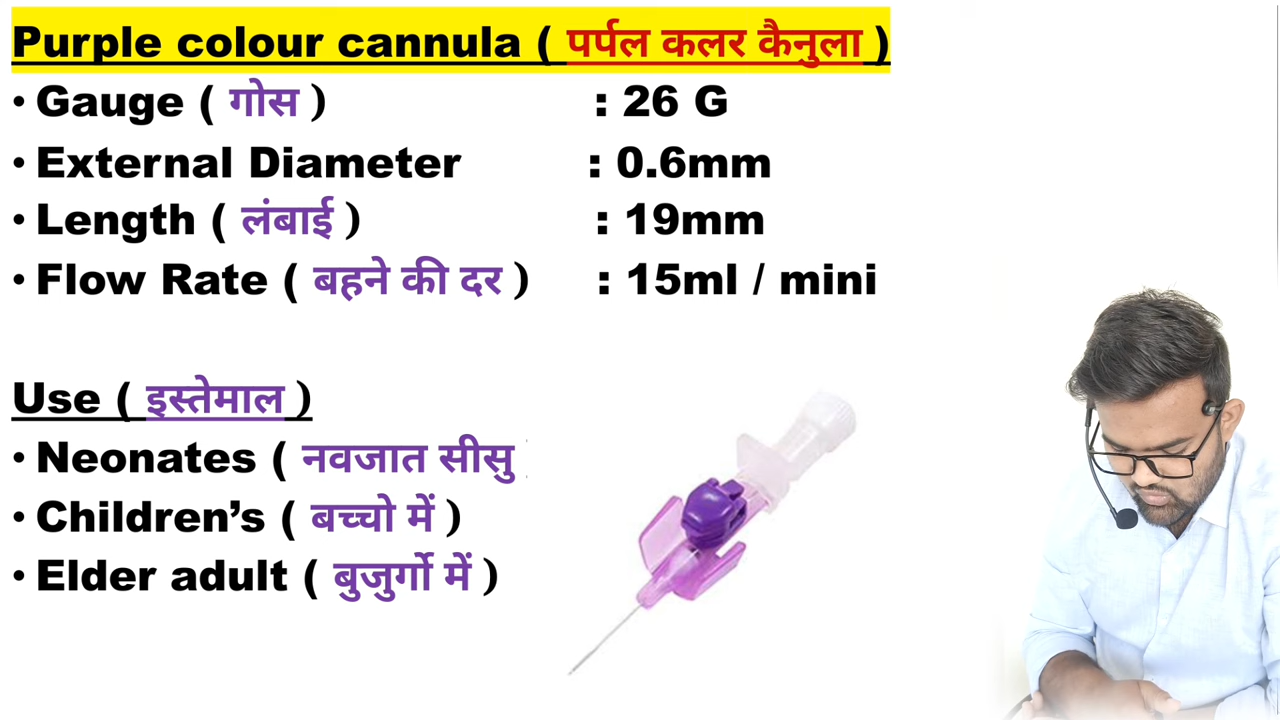 Purple colour cannula ( पर्पल कलर कैनुला )
• Gauge ( गोस ) : 26 G
• External Diameter : 0.6mm
• Length ( लंबाई ) : 19mm
• Flow Rate ( बहने की दर ) : 15ml / mini
Use ( इस्तेमाल )
• Neonates ( नवजात सीसु
• Children’s ( बच्चो में )
• Elder adult ( बुजुर्गो में )